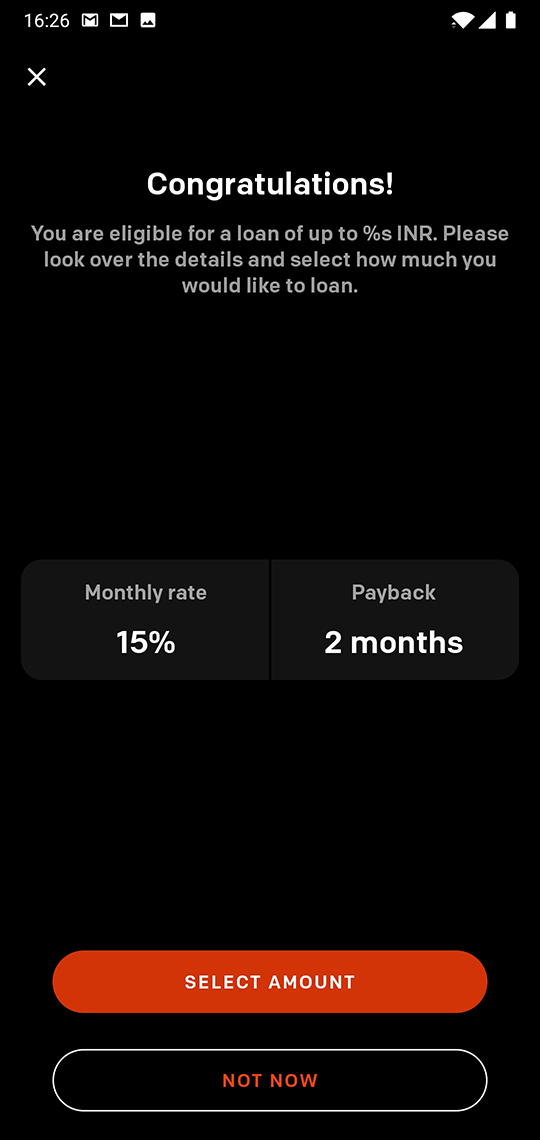 16:26
Congratulations!
You are eligible for a loan of up to %s INR. Please
look over the details and select how much you
would like to loan.
Monthly rate
15%
Payback
2 months
SELECT AMOUNT
NOT NOW